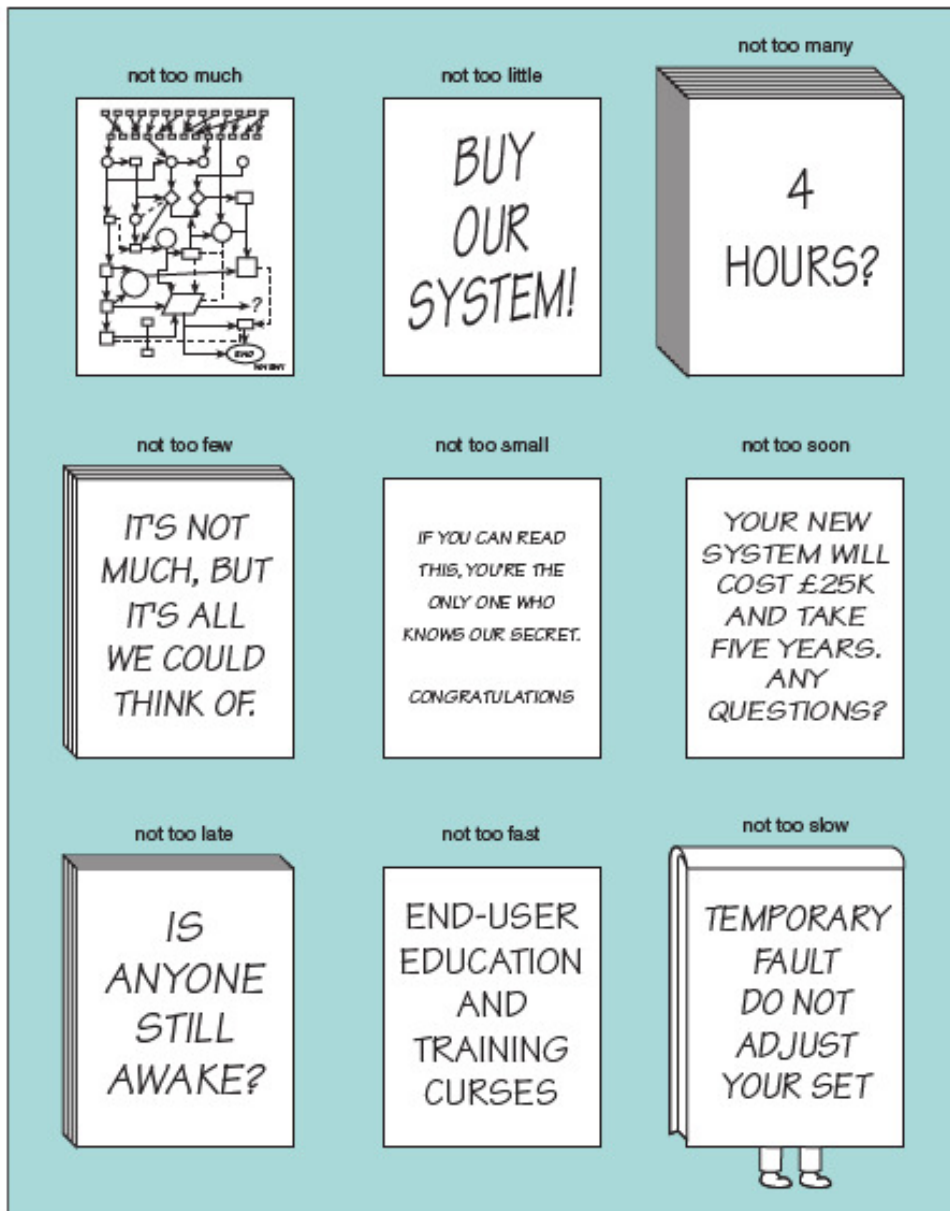 not too much
not too little
not too many
?
END
BUY
OUR
SYSTEM!
4
HOURS?
not too few
not too small
not too soon
IT'S NOT
MUCH, BUT
IT'S ALL
WE COULD
THINK OF.
IF YOU CAN READ
THIS, YOU'RE THE
ONLY ONE WHO
KNOWS OUR SECRET.
CONGRATULATIONS
YOUR NEW
SYSTEM WILL
COST £25K
AND TAKE
FIVE YEARS.
ANY
QUESTIONS?
not too late
not too fast
not too slow
IS
ANYONE
STILL
AWAKE?
END-USER
EDUCATION
AND
TRAINING
CURSES
TEMPORARY
FAULT
DO NOT
ADJUST
YOUR SET